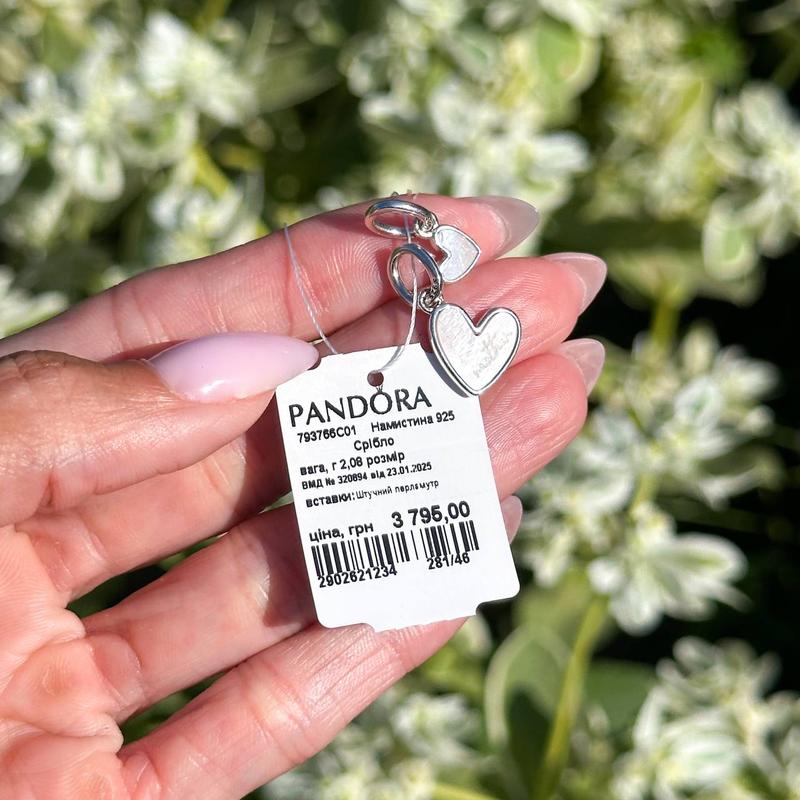 PANDORA
793766C01 Намистина 925
Срібло
вага, г 2,08 розмір
ВМД № 320894 від 23.01.2025
вставки: Штучний перламутр
ціна, грн 3 795,00
2902621234 281/46